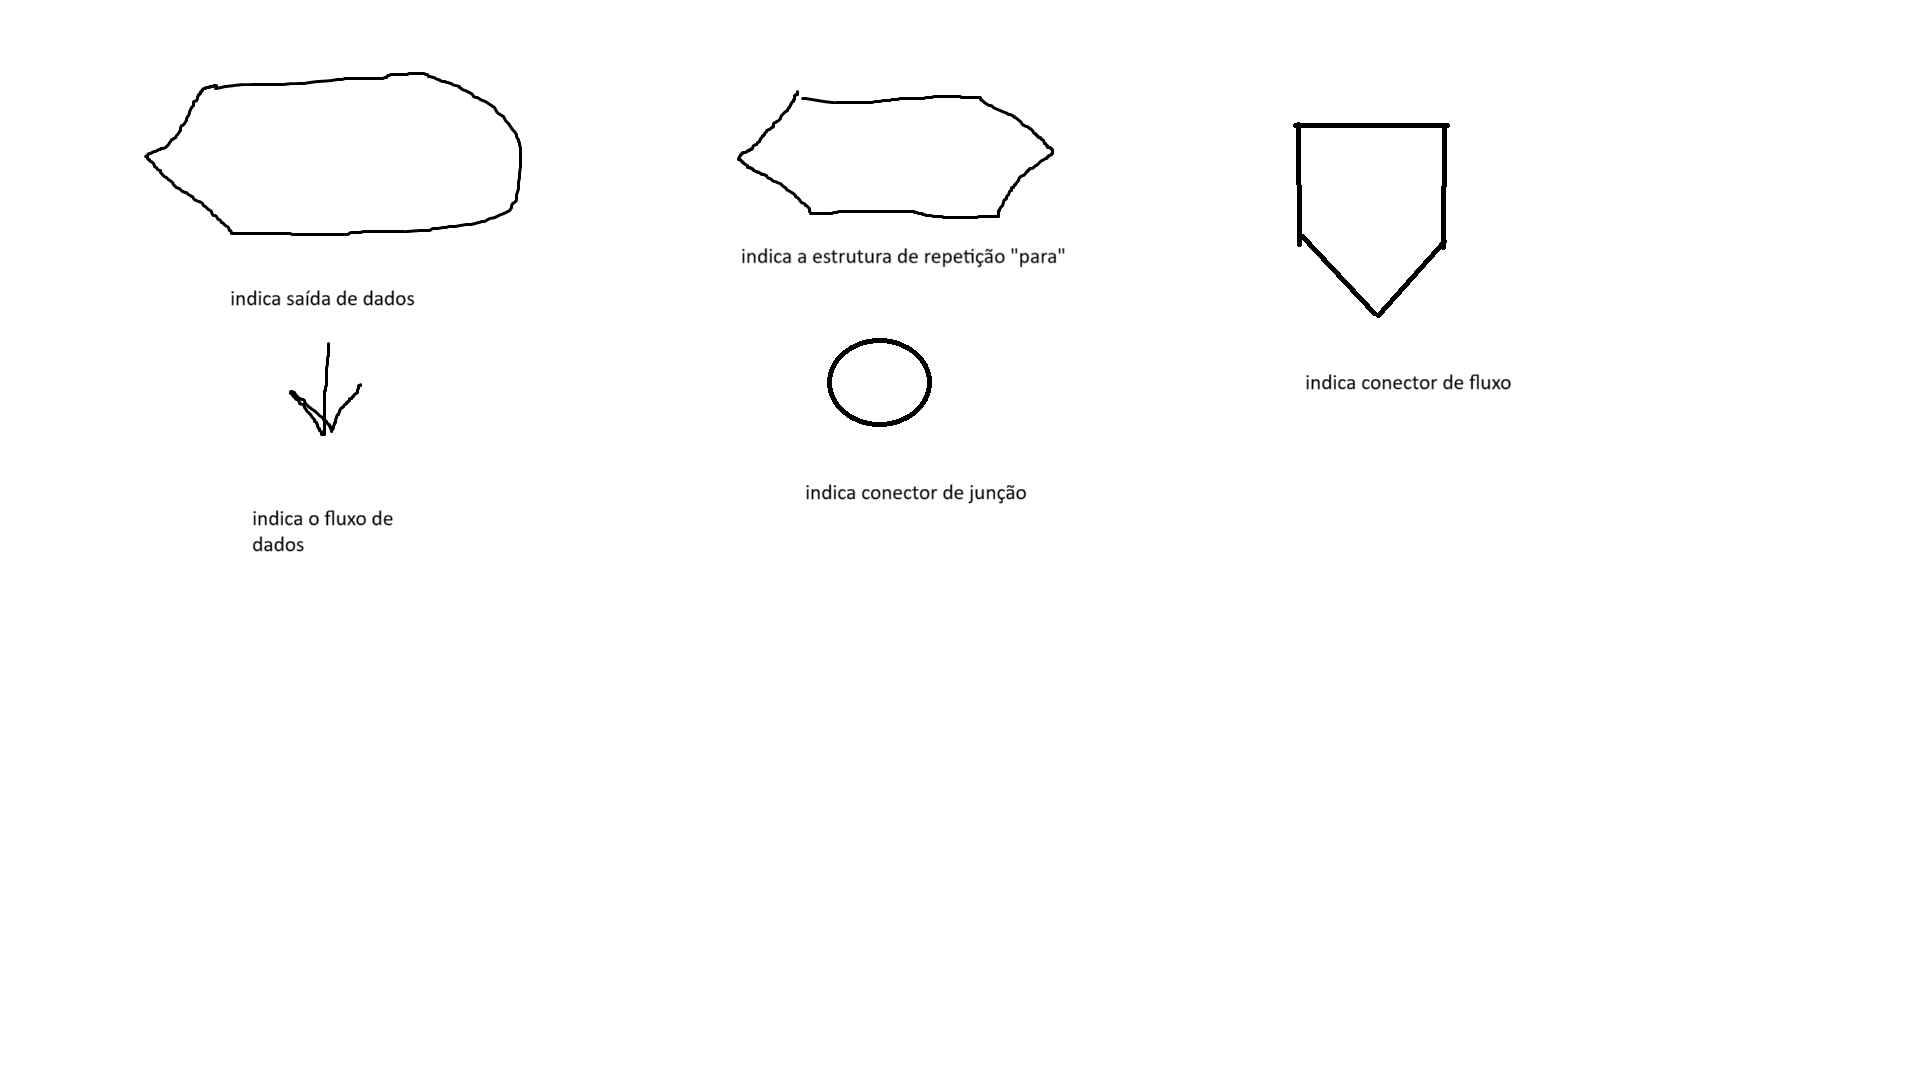 indica saída de dados
indica a estrutura de repetição "para"
indica conector de fluxo
indica o fluxo de
dados
indica conector de junção